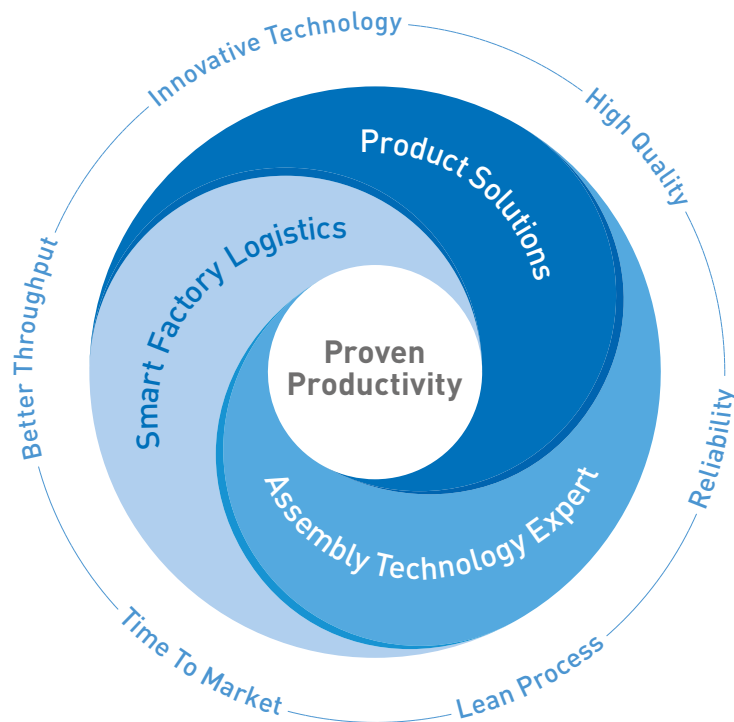 Innovative Technology
High Quality
Reliability
Lean Process
Time To Market
Better Throughput
Product Solutions
Assembly Technology Expert
Smart Factory Logistics
Proven
Productivity